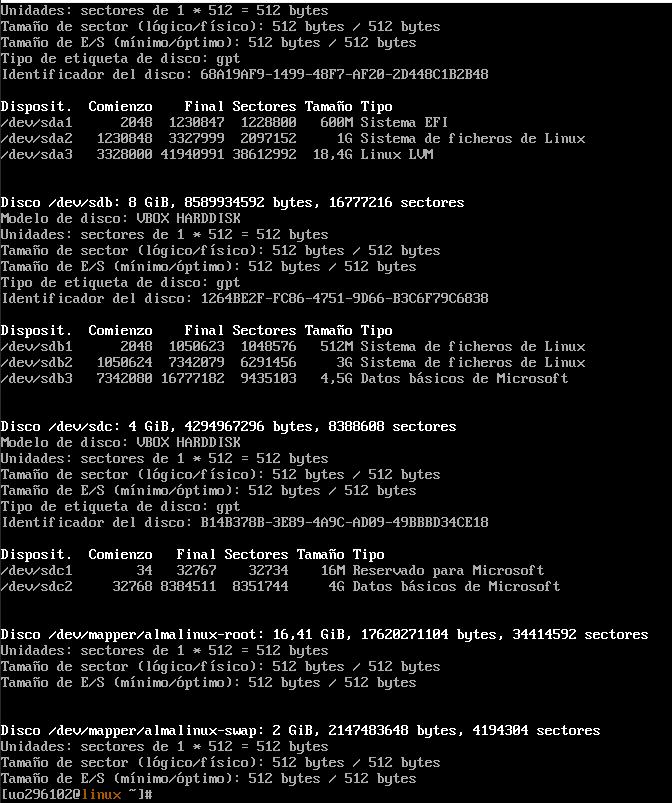 Unidades: sectores de 1 * 512 = 512 bytes
Tamaño de sector (lógico/físico): 512 bytes / 512 bytes
Tamaño de E/S (mínimo/óptimo): 512 bytes / 512 bytes
Tipo de etiqueta de disco: gpt
Identificador del disco: 68A19AF9-1499-48F7-AF20-2D448C1B2B48
Disposit. Comienzo Final Sectores Tamaño Tipo
/dev/sda1 2048 1230847 1228800 600M Sistema EFI
/dev/sda2 1230848 3327999 2097152 1G Sistema de ficheros de Linux
/dev/sda3 3328000 41940991 38612992 18,4G Linux LVM
Disco /dev/sdb: 8 GiB, 8589934592 bytes, 16777216 sectores
Modelo de disco: VBOX HARDDISK
Unidades: sectores de 1 * 512 = 512 bytes
Tamaño de sector (lógico/físico): 512 bytes / 512 bytes
Tamaño de E/S (mínimo/óptimo): 512 bytes / 512 bytes
Tipo de etiqueta de disco: gpt
Identificador del disco: 1264BE2F-FC86-4751-9D66-B3C6F79C6838
Disposit. Comienzo Final Sectores Tamaño Tipo
/dev/sdb1 2048 1050623 1048576 512M Sistema de ficheros de Linux
/dev/sdb2 1050624 7342079 6291456 3G Sistema de ficheros de Linux
/dev/sdb3 7342080 16777182 9435103 4,5G Datos básicos de Microsoft
Disco /dev/sdc: 4 GiB, 4294967296 bytes, 8388608 sectores
Modelo de disco: VBOX HARDDISK
Unidades: sectores de 1 * 512 = 512 bytes
Tamaño de sector (lógico/físico): 512 bytes / 512 bytes
Tamaño de E/S (mínimo/óptimo): 512 bytes / 512 bytes
Tipo de etiqueta de disco: gpt
Identificador del disco: B14B378B-3E89-4A9C-AD09-49BBBD34CE18
Disposit. Comienzo Final Sectores Tamaño Tipo
/dev/sdc1 34 32767 32734 16M Reservado para Microsoft
/dev/sdc2 32768 8384511 8351744 4G Datos básicos de Microsoft
Disco /dev/mapper/almalinux-root: 16,41 GiB, 17620271104 bytes, 34414592 sectores
Unidades: sectores de 1 * 512 = 512 bytes
Tamaño de sector (lógico/físico): 512 bytes / 512 bytes
Tamaño de E/S (mínimo/óptimo): 512 bytes / 512 bytes
Disco /dev/mapper/almalinux-swap: 2 GiB, 2147483648 bytes, 4194304 sectores
Unidades: sectores de 1 * 512 = 512 bytes
Tamaño de sector (lógico/físico): 512 bytes / 512 bytes
Tamaño de E/S (mínimo/óptimo): 512 bytes / 512 bytes
[uo296102@linux ~]#